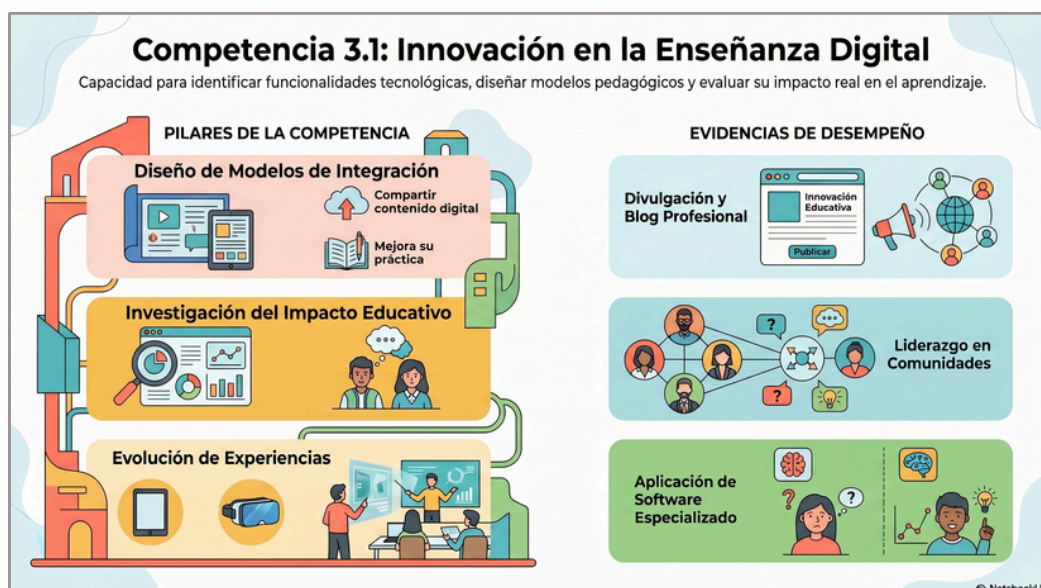 Competencia 3.1: Innovación en la Enseñanza Digital
Capacidad para identificar funcionalidades tecnológicas, diseñar modelos pedagógicos y evaluar su impacto real en el aprendizaje.
PILARES DE LA COMPETENCIA
Diseño de Modelos de Integración
Compartir
contenido digital
Mejora su
práctica
Investigación del Impacto Educativo
Evolución de Experiencias
EVIDENCIAS DE DESEMPEÑO
Divulgación y
Blog Profesional
Innovación
Educativa
Publicar
?
?
Liderazgo en
Comunidades
Aplicación de
Software
Especializado
?
?